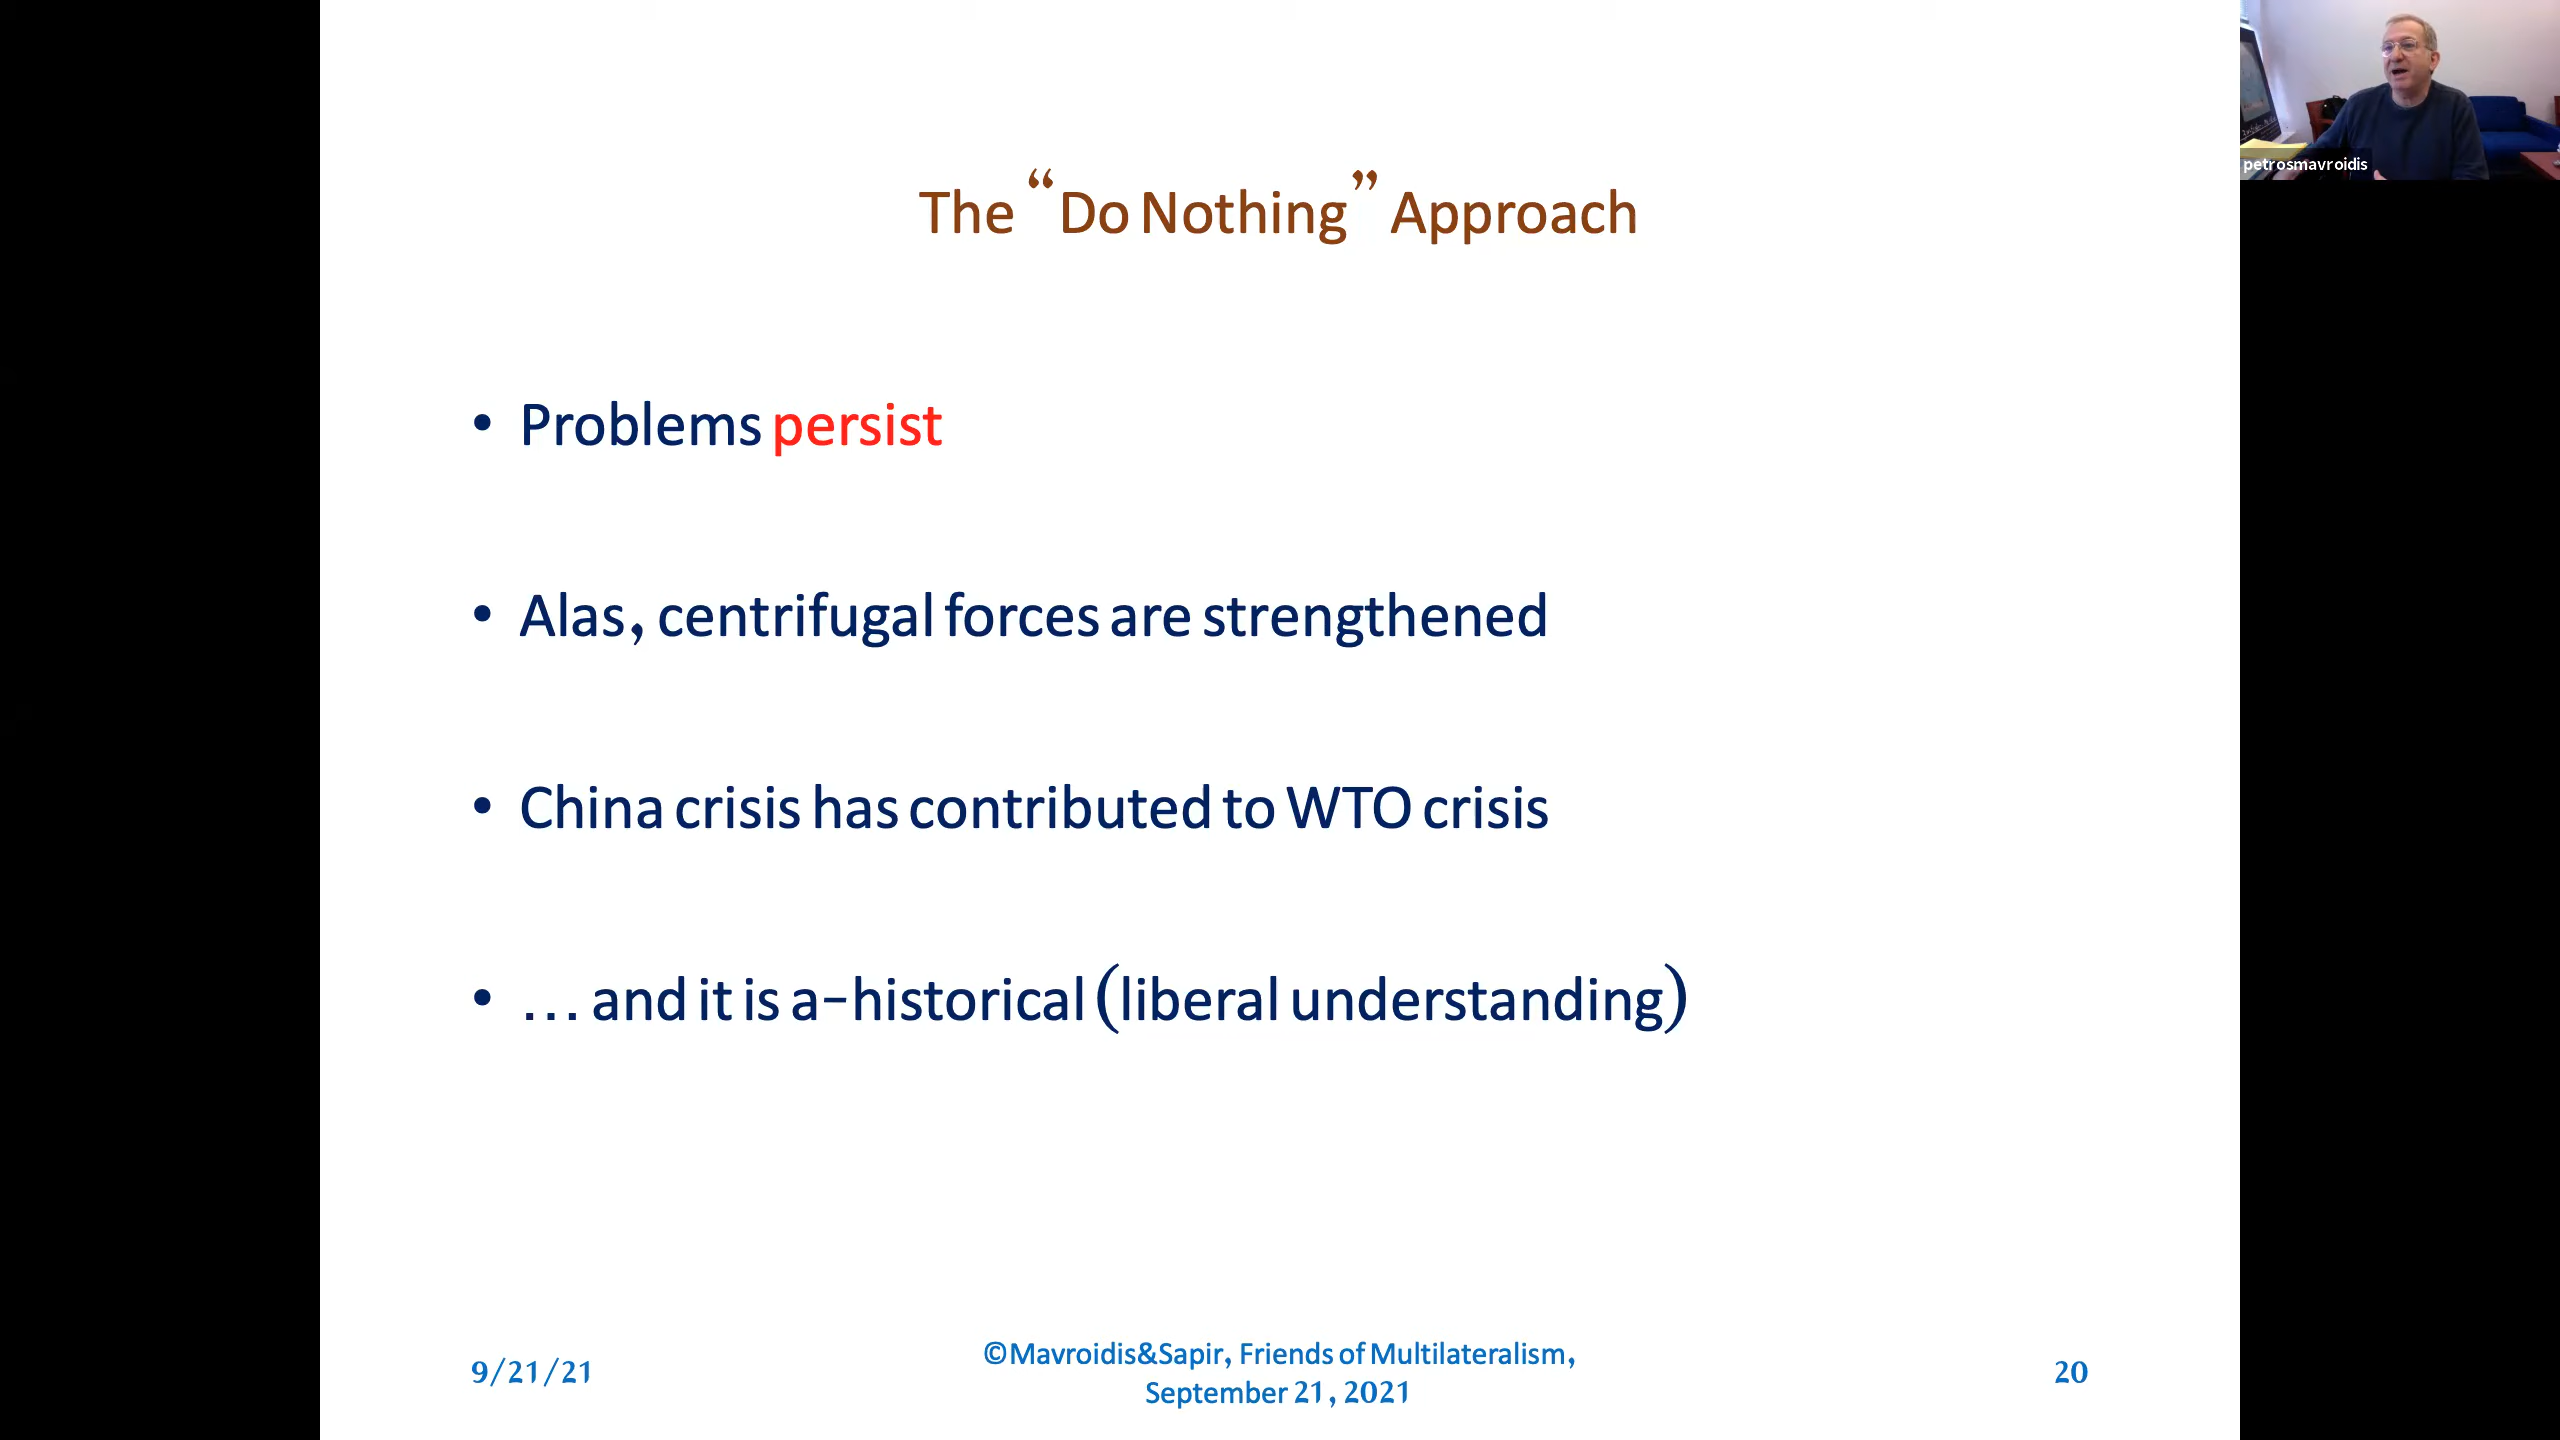 petrosmavroidis
The “Do Nothing” Approach
• Problems persist
• Alas, centrifugal forces are strengthened
• China crisis has contributed to WTO crisis
• … and it is a-historical (liberal understanding)
9/21/21
©Mavroidis&Sapir, Friends of Multilateralism,
September 21, 2021
20